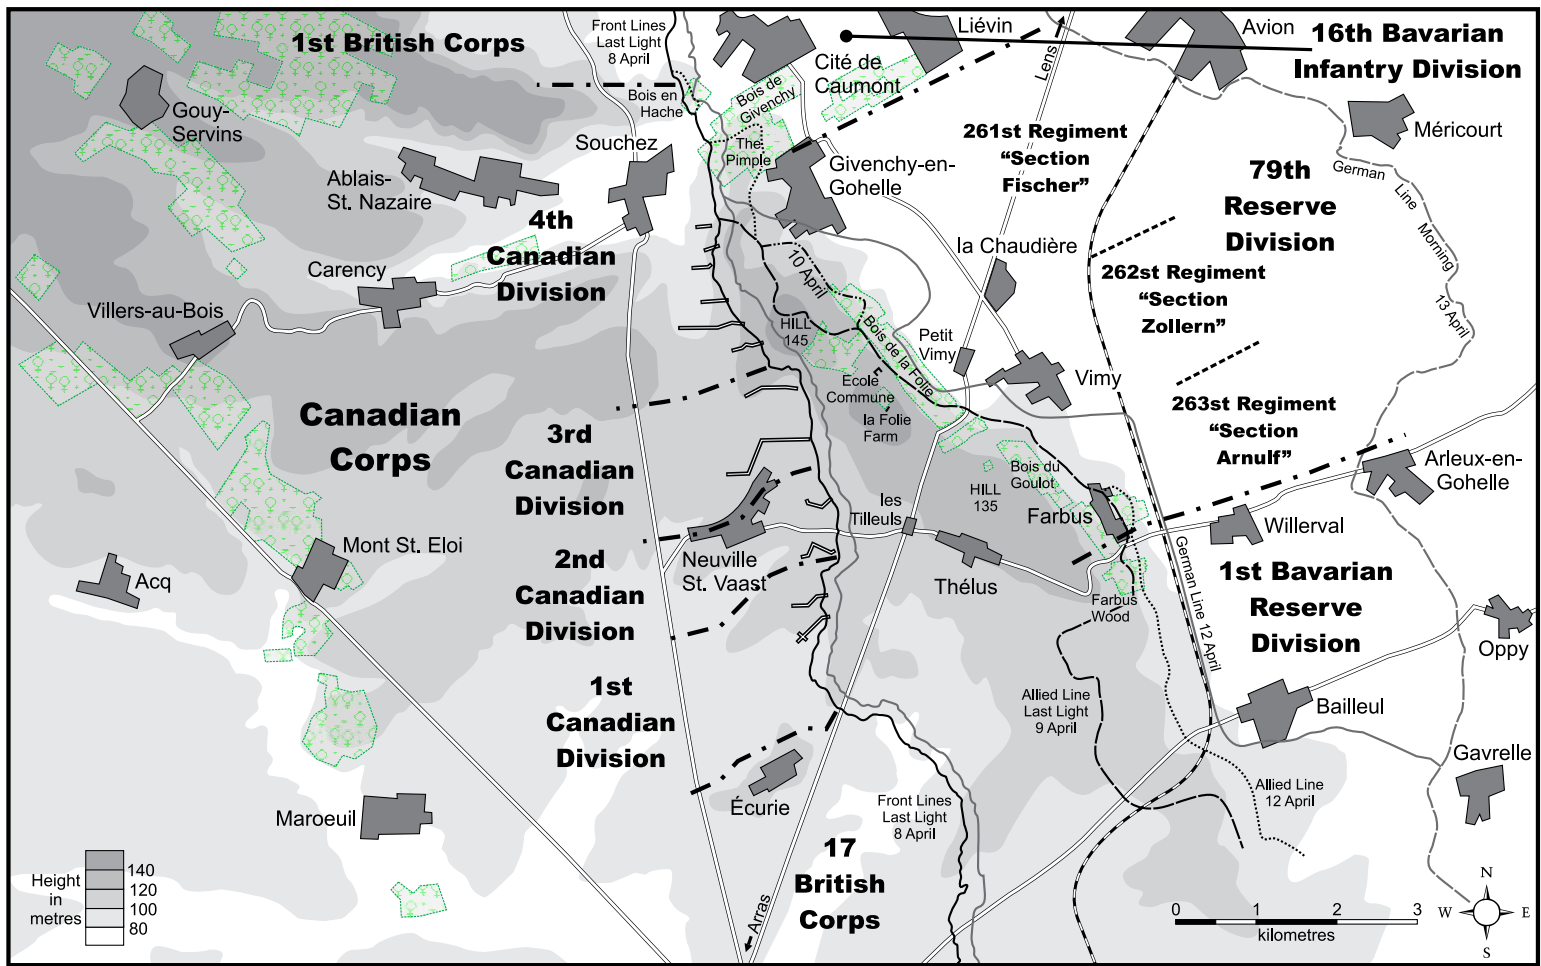 1st British Corps
Front Lines
Last Light
8 April
Liévin
Avion
16th Bavarian
Infantry Division
Lens
Cité de
Caumont
Gouy-
Servins
Bois en
Hache
Bois de
Givenchy
Méricourt
Souchez
The
Pimple
261st Regiment
“Section
Fischer”
Ablais-
St. Nazaire
Givenchy-en-
Gohelle
79th
Reserve
Division
German
Line
Morning
13 April
4th
Canadian
Division
la Chaudière
Carency
10 April
262st Regiment
“Section
Zollern”
Villers-au-Bois
HILL
145
Bois de la Folie
Petit
Vimy
Vimy
Ecole
Commune
la Folie
Farm
263st Regiment
“Section
Arnulf”
Canadian
Corps
3rd
Canadian
Division
Bois du
Goulot
HILL
135
Arleux-en-
Gohelle
les
Tilleuls
Farbus
Willerval
Mont St. Eloi
Neuville
St. Vaast
Acq
2nd
Canadian
Division
Thélus
German Line 12 April
1st Bavarian
Reserve
Division
Farbus
Wood
Oppy
1st
Canadian
Division
Allied Line
Last Light
9 April
Bailleul
Gavrelle
Écurie
Allied Line
12 April
Maroeuil
Front Lines
Last Light
8 April
17
British
Corps
Arras
Height
in
metres
140
120
100
80
0 1 2 3
kilometres
N
W E
S